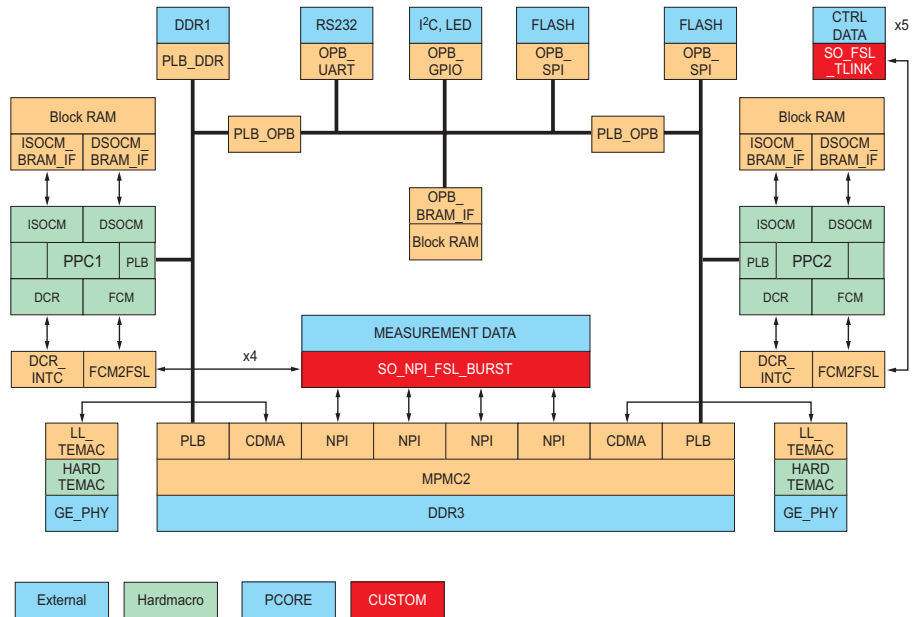 DDR1
PLB_DDR
RS232
OPB_
UART
I²C, LED
OPB_
GPIO
FLASH
OPB_
SPI
FLASH
OPB_
SPI
CTRL
DATA
SO_FSL
_TLINK
x5
PLB_OPB
PLB_OPB
Block RAM
ISOCM_
BRAM_IF
DSOCM_
BRAM_IF
Block RAM
ISOCM_
BRAM_IF
DSOCM_
BRAM_IF
OPB_
BRAM_IF
Block RAM
ISOCM
DSOCM
PPC1
PLB
DCR
FCM
ISOCM
DSOCM
PLB
PPC2
DCR
FCM
DCR_
INTC
FCM2FSL
x4
MEASUREMENT DATA
SO_NPI_FSL_BURST
DCR_
INTC
FCM2FSL
LL_
TEMAC
HARD
TEMAC
GE_PHY
PLB
CDMA
NPI
NPI
NPI
NPI
CDMA
PLB
MPMC2
DDR3
LL_
TEMAC
HARD
TEMAC
GE_PHY
External
Hardmacro
PCORE
CUSTOM